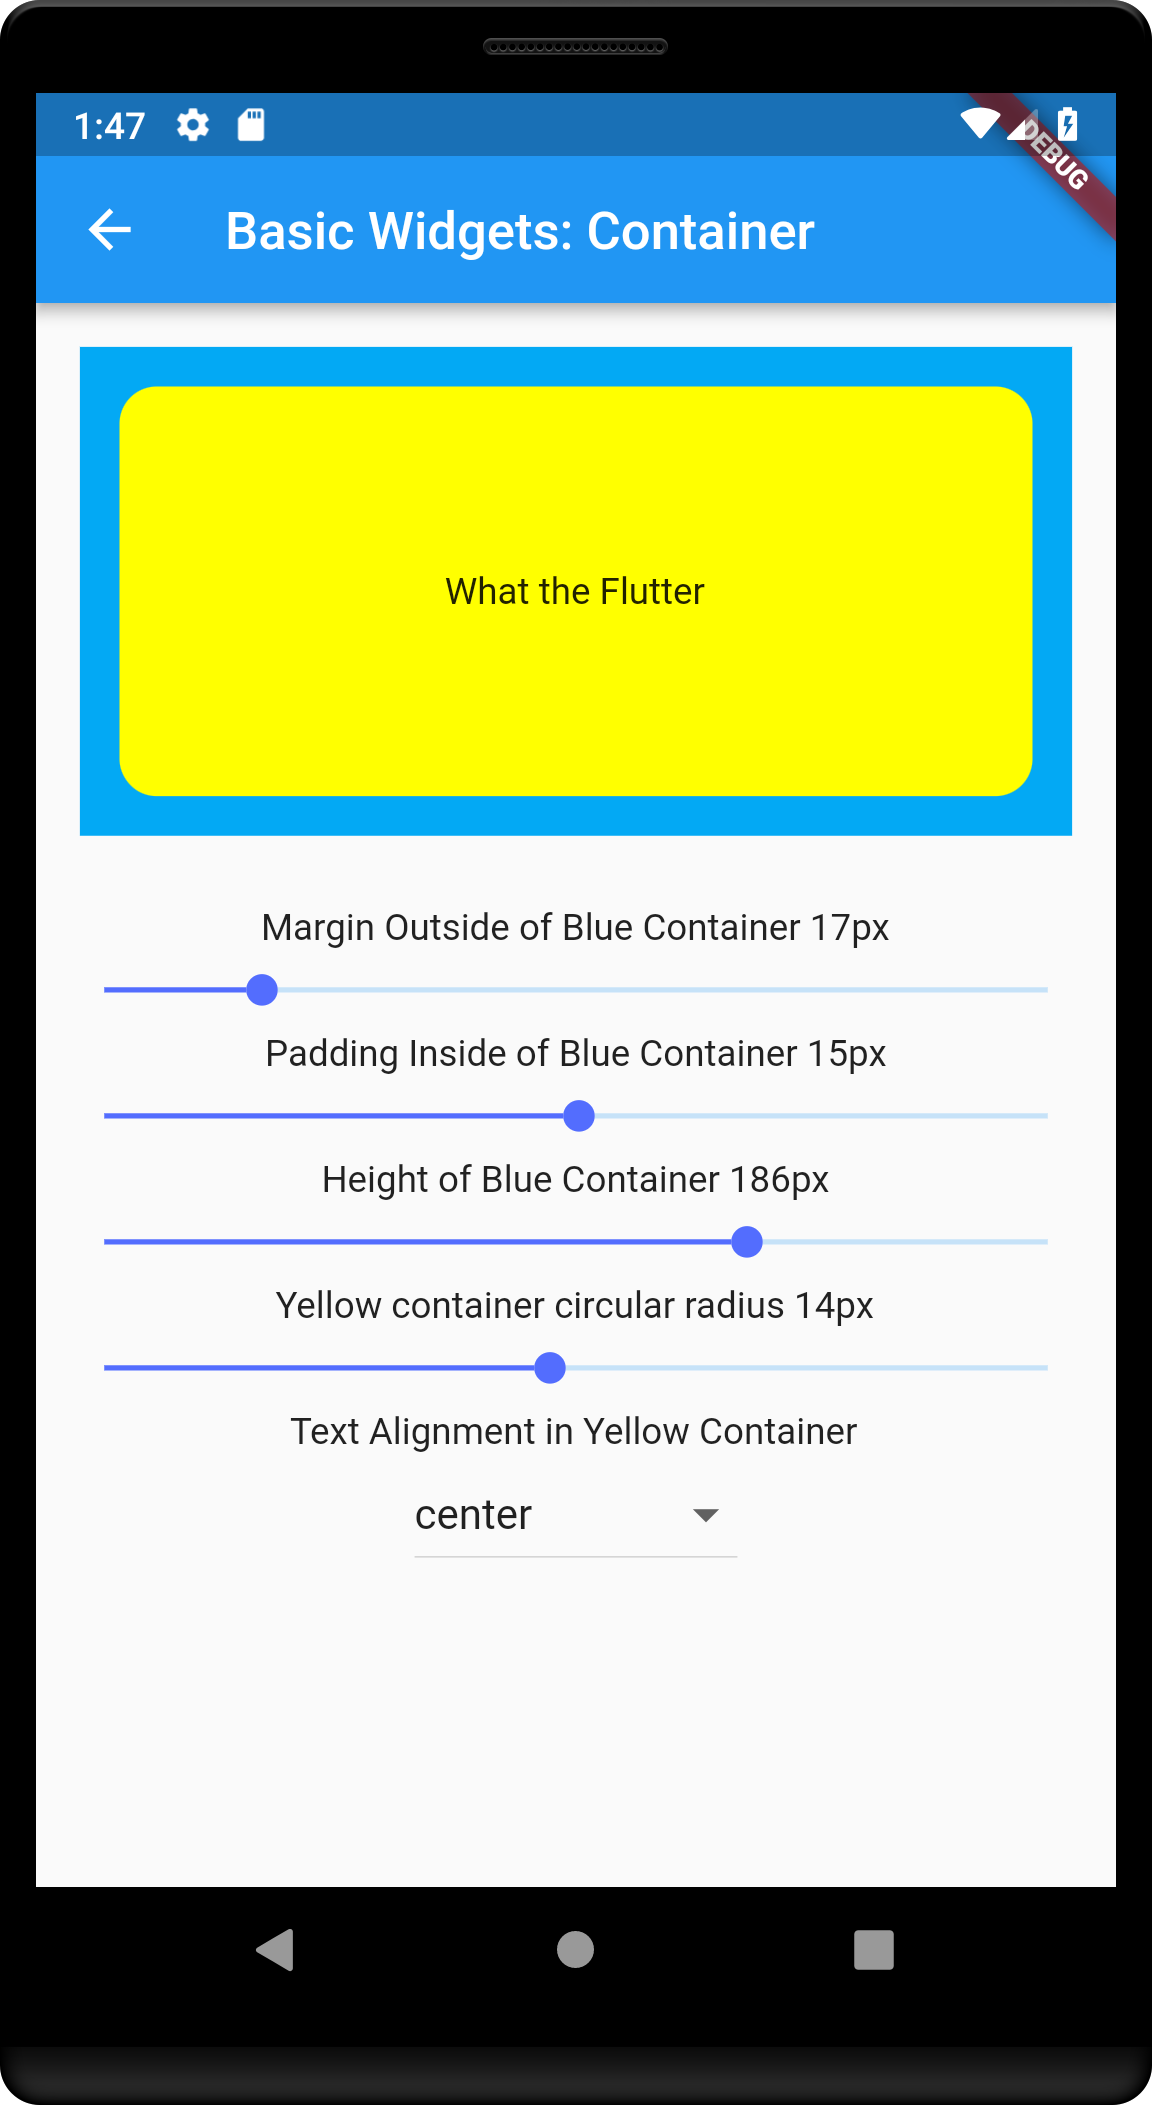 1:47
DEBUG
Basic Widgets: Container
What the Flutter
Margin Outside of Blue Container 17px
Padding Inside of Blue Container 15px
Height of Blue Container 186px
Yellow container circular radius 14px
Text Alignment in Yellow Container
center